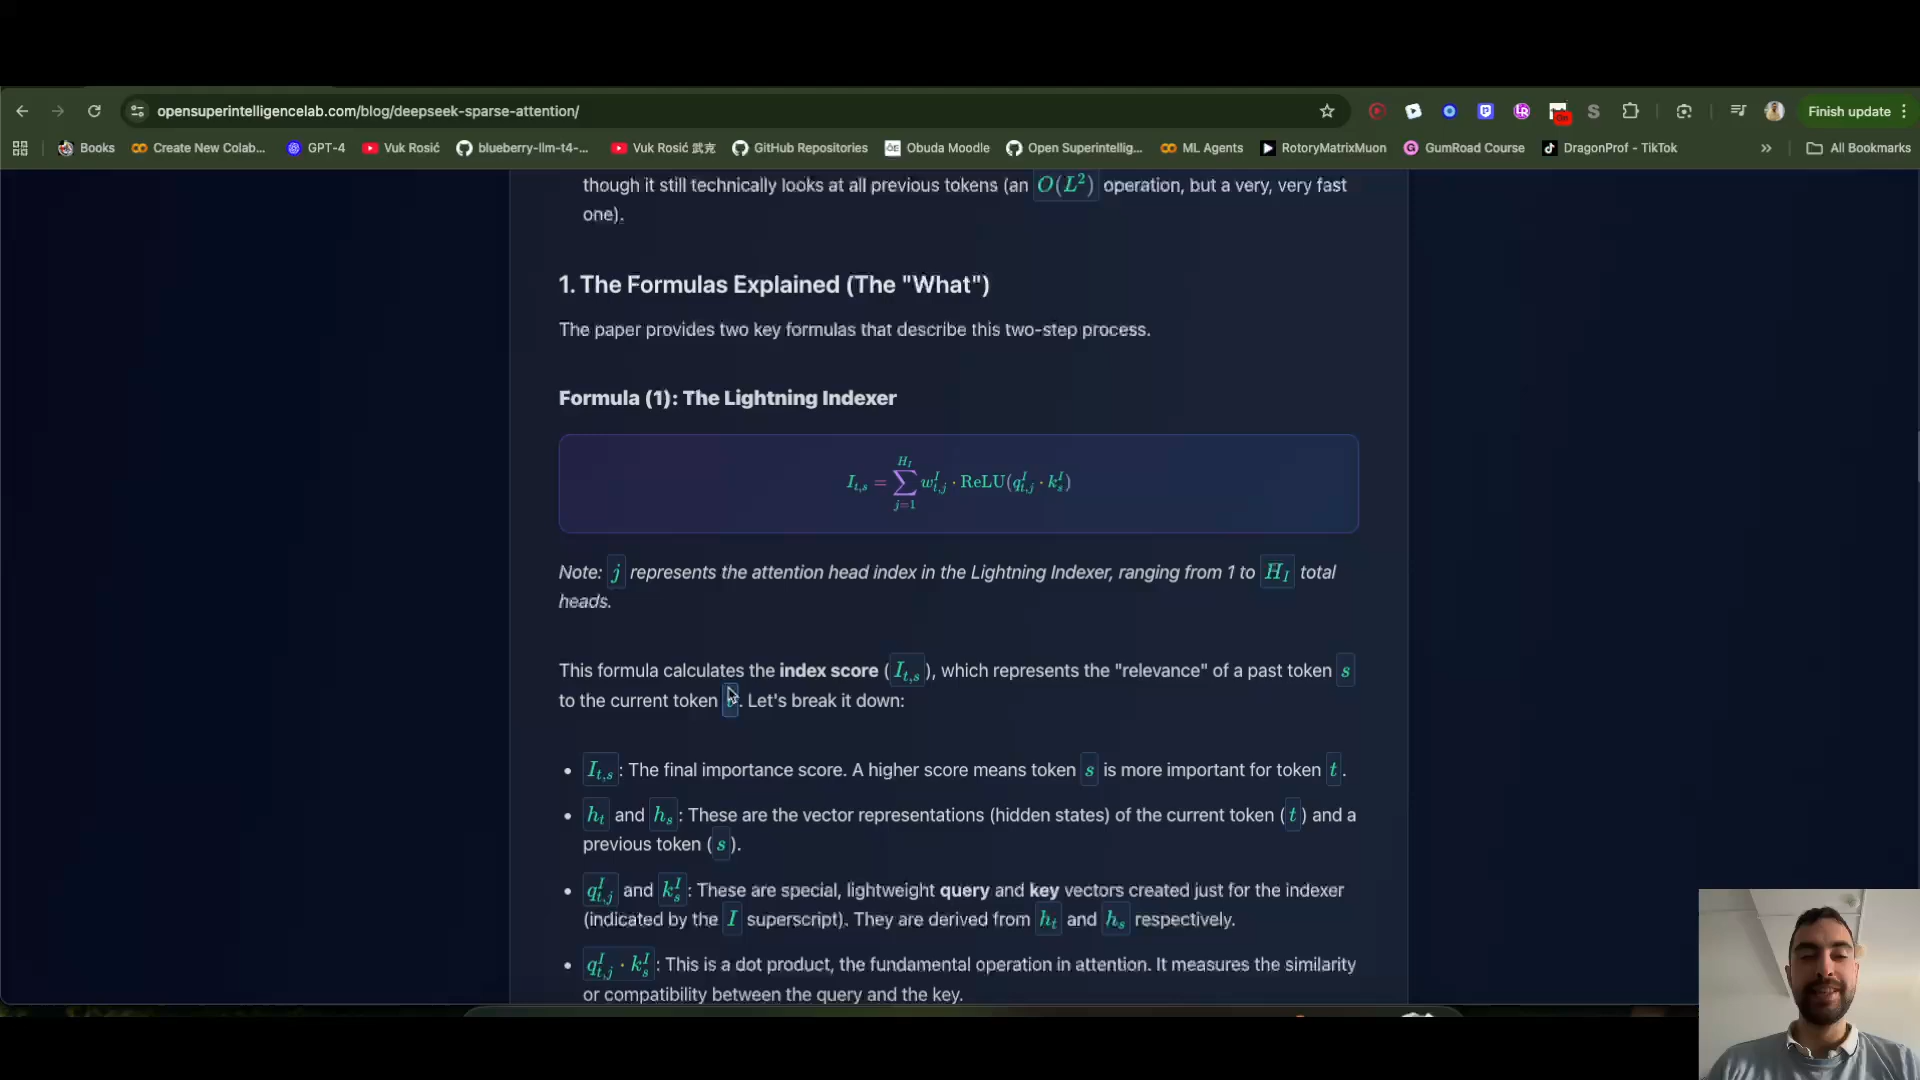 opensuperintelligencelab.com/blog/deepseek-sparse-attention/
Finish update
Books
Create New Colab...
GPT-4
Vuk Rosić
blueberry-llm-t4-...
Vuk Rosić 武克
GitHub Repositories
Obuda Moodle
Open Superintellig...
ML Agents
RotoryMatrixMuon
GumRoad Course
DragonProf - TikTok
All Bookmarks
though it still technically looks at all previous tokens (an O(L²) operation, but a very, very fast
one).
1. The Formulas Explained (The "What")
The paper provides two key formulas that describe this two-step process.
Formula (1): The Lightning Indexer
I_{t,s} = \sum_{j=1}^{H_I} w_{t,j}^I · ReLU(q_{t,j}^I · k_s^I)
Note: j represents the attention head index in the Lightning Indexer, ranging from 1 to H_I total
heads.
This formula calculates the index score (I_{t,s}), which represents the "relevance" of a past token s
to the current token t. Let's break it down:
• I_{t,s}: The final importance score. A higher score means token s is more important for token t.
• h_t and h_s: These are the vector representations (hidden states) of the current token (t) and a
previous token (s).
• q_{t,j}^I and k_s^I: These are special, lightweight query and key vectors created just for the indexer
(indicated by the I superscript). They are derived from h_t and h_s respectively.
• q_{t,j}^I · k_s^I: This is a dot product, the fundamental operation in attention. It measures the similarity
or compatibility between the query and the key.